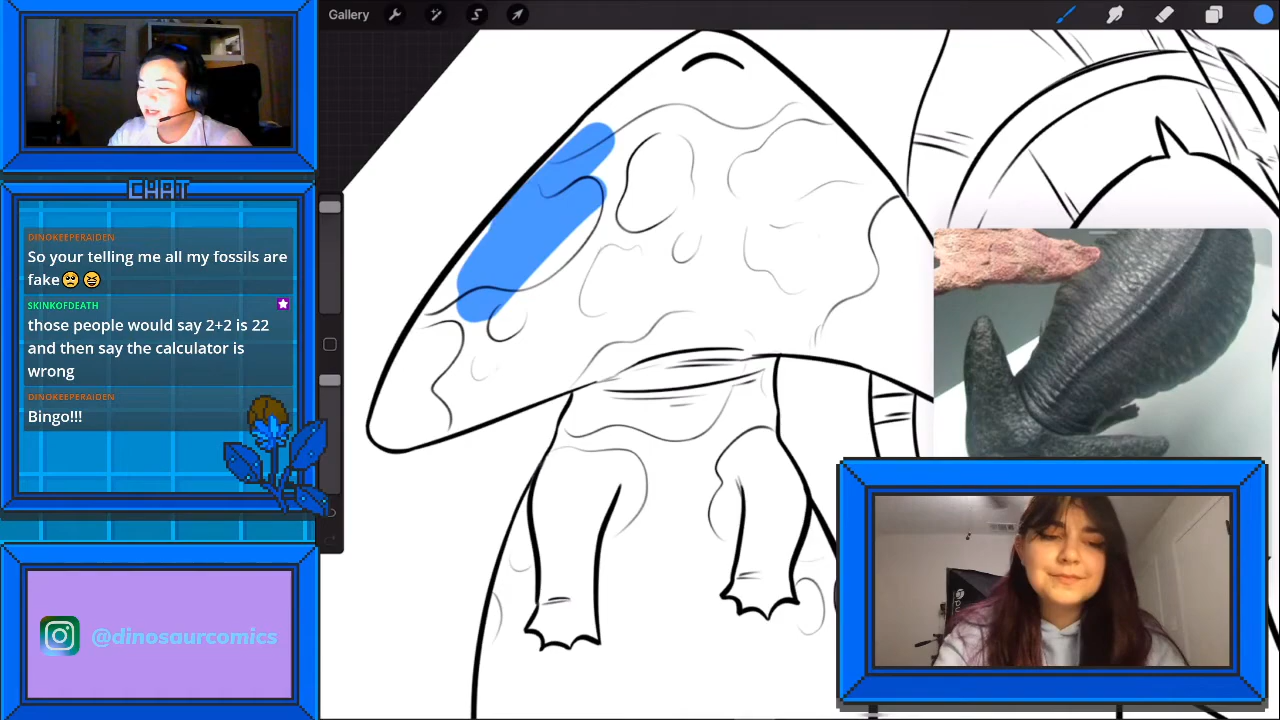 Gallery
CHAT
DINOKEEPERAIDEN
So your telling me all my fossils are
fake🥺 😆
SKINKOFDEATH
those people would say 2+2 is 22
and then say the calculator is
wrong
DINOKEEPERAIDEN
Bingo!!!
@dinosaurcomics